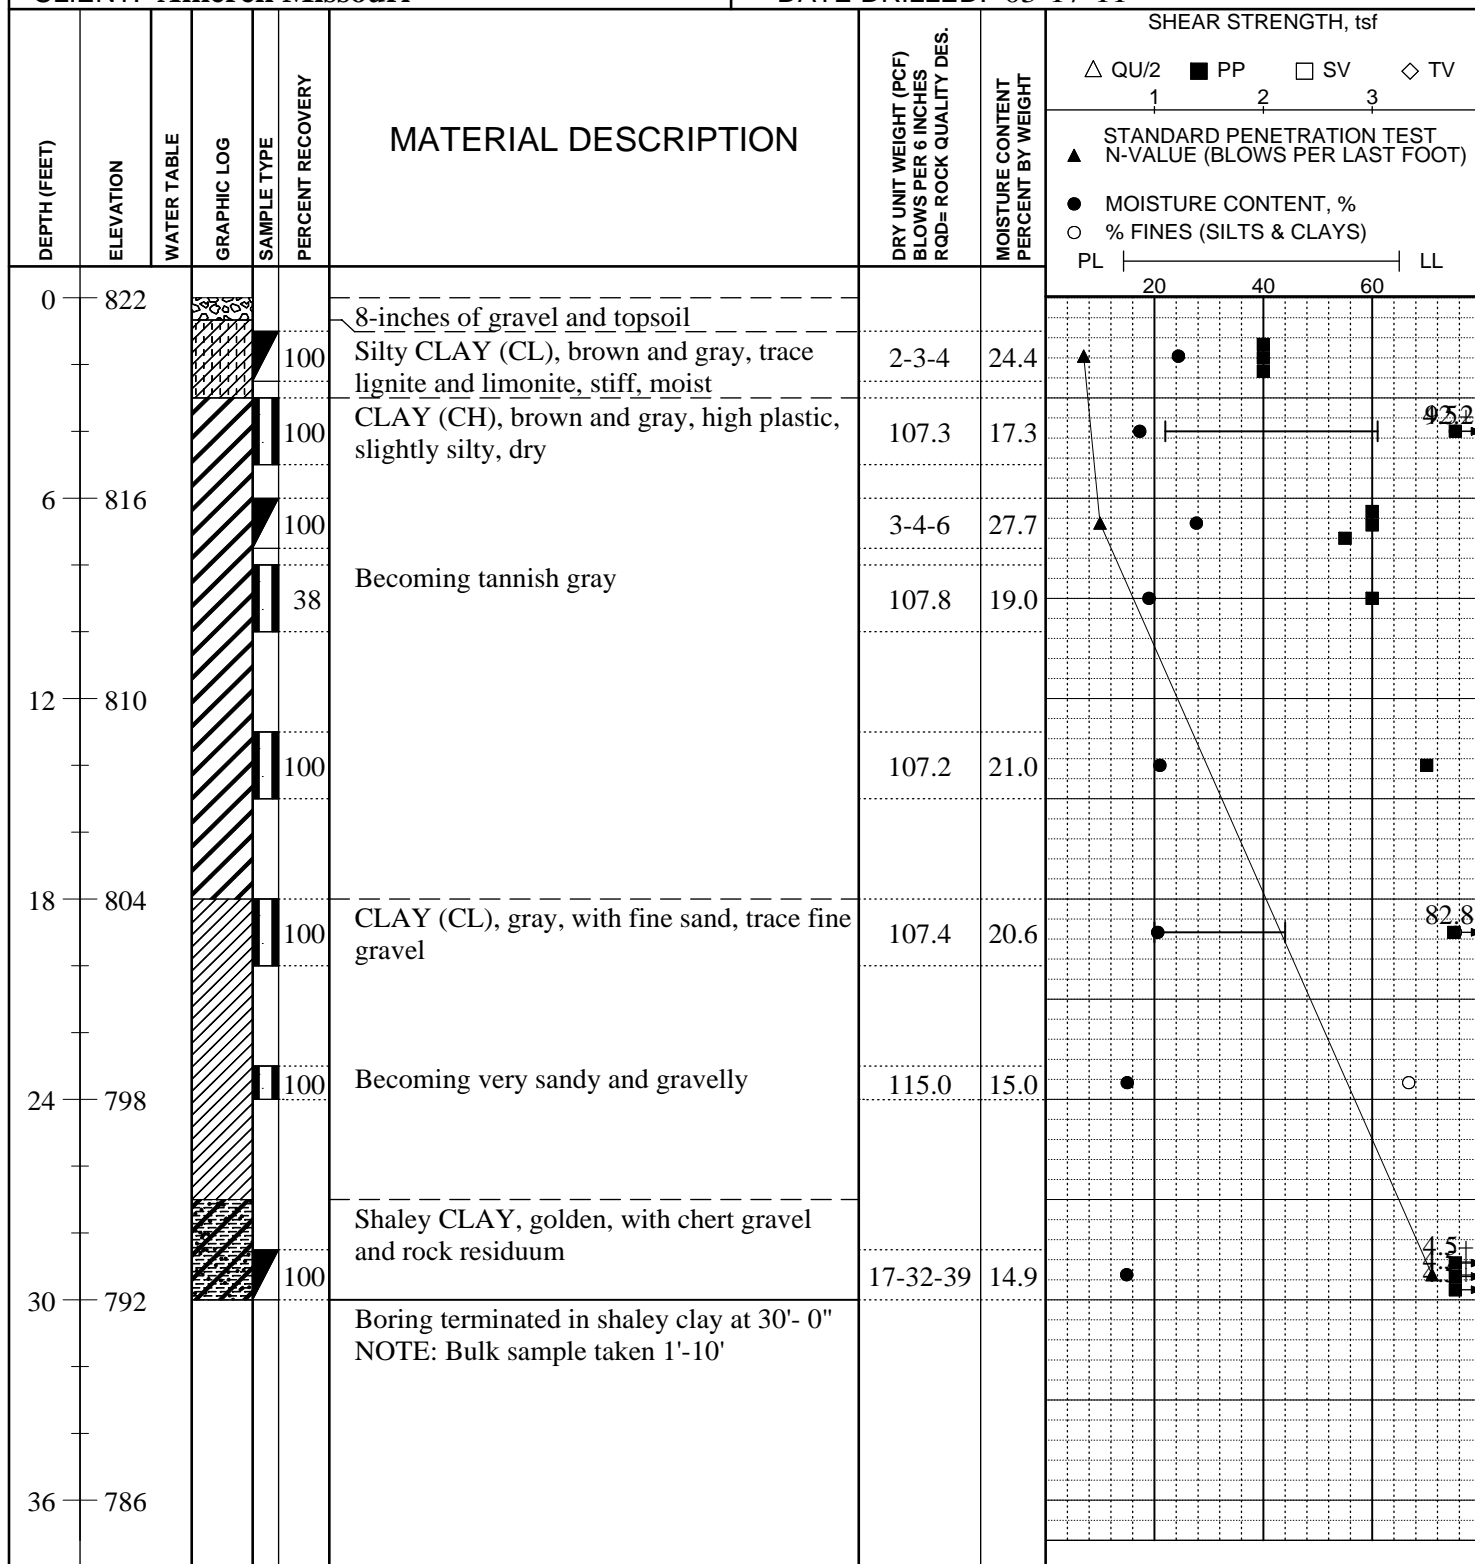 SHEAR STRENGTH, tsf
QU/2 PP SV TV
1 2 3
STANDARD PENETRATION TEST
N-VALUE (BLOWS PER LAST FOOT)
MOISTURE CONTENT, %
% FINES (SILTS & CLAYS)
PL LL
20 40 60
DEPTH (FEET)
ELEVATION
WATER TABLE
GRAPHIC LOG
SAMPLE TYPE
PERCENT RECOVERY
MATERIAL DESCRIPTION
DRY UNIT WEIGHT (PCF)
BLOWS PER 6 INCHES
RQD= ROCK QUALITY DES.
MOISTURE CONTENT
PERCENT BY WEIGHT
0 822
8-inches of gravel and topsoil
100 Silty CLAY (CL), brown and gray, trace 2-3-4 24.4
lignite and limonite, stiff, moist
100 CLAY (CH), brown and gray, high plastic, 107.3 17.3
slightly silty, dry
6 816
100 3-4-6 27.7
38 Becoming tannish gray 107.8 19.0
12 810
100 107.2 21.0
18 804
100 CLAY (CL), gray, with fine sand, trace fine 107.4 20.6 82.8
gravel
100 Becoming very sandy and gravelly 115.0 15.0
24 798
Shaley CLAY, golden, with chert gravel
and rock residuum
4.5+
100 17-32-39 14.9
30 792
Boring terminated in shaley clay at 30'- 0"
NOTE: Bulk sample taken 1'-10'
36 786